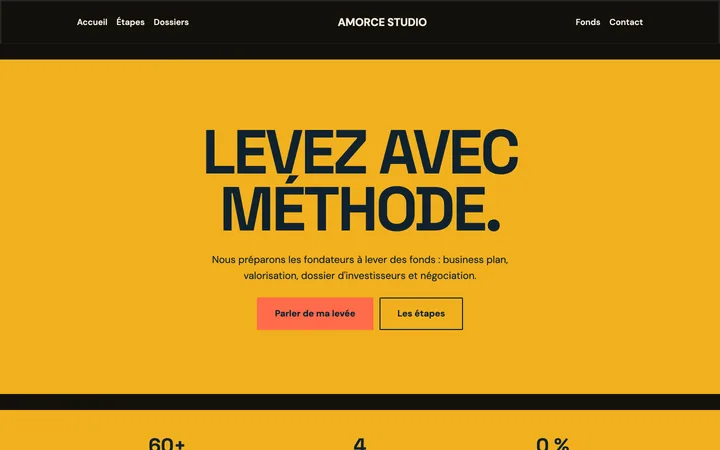 Accueil Étapes Dossiers AMORCE STUDIO Fonds Contact
LEVEZ AVEC
MÉTHODE.
Nous préparons les fondateurs à lever des fonds : business plan,
valorisation, dossier d'investisseurs et négociation.
Parler de ma levée Les étapes
60+ 4 0 %